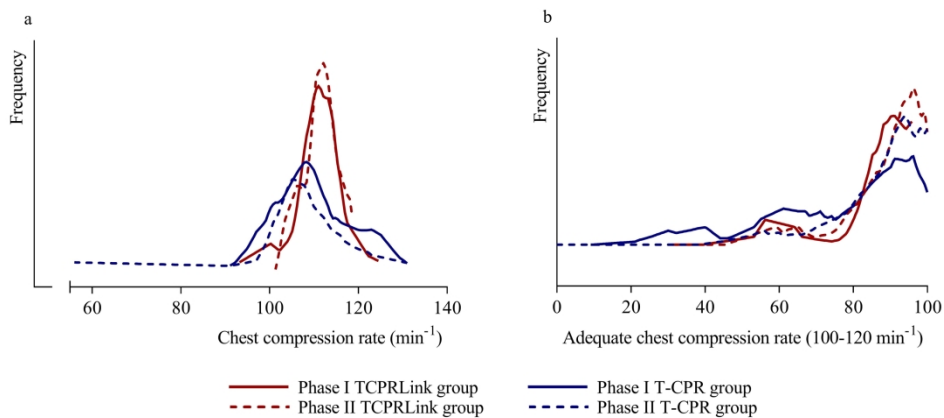 a
b
Frequency
Frequency
60 80 100 120 140
0 20 40 60 80 100
Chest compression rate (min⁻¹)
Adequate chest compression rate (100-120 min⁻¹)
Phase I TCPRLink group
Phase I T-CPR group
Phase II TCPRLink group
Phase II T-CPR group